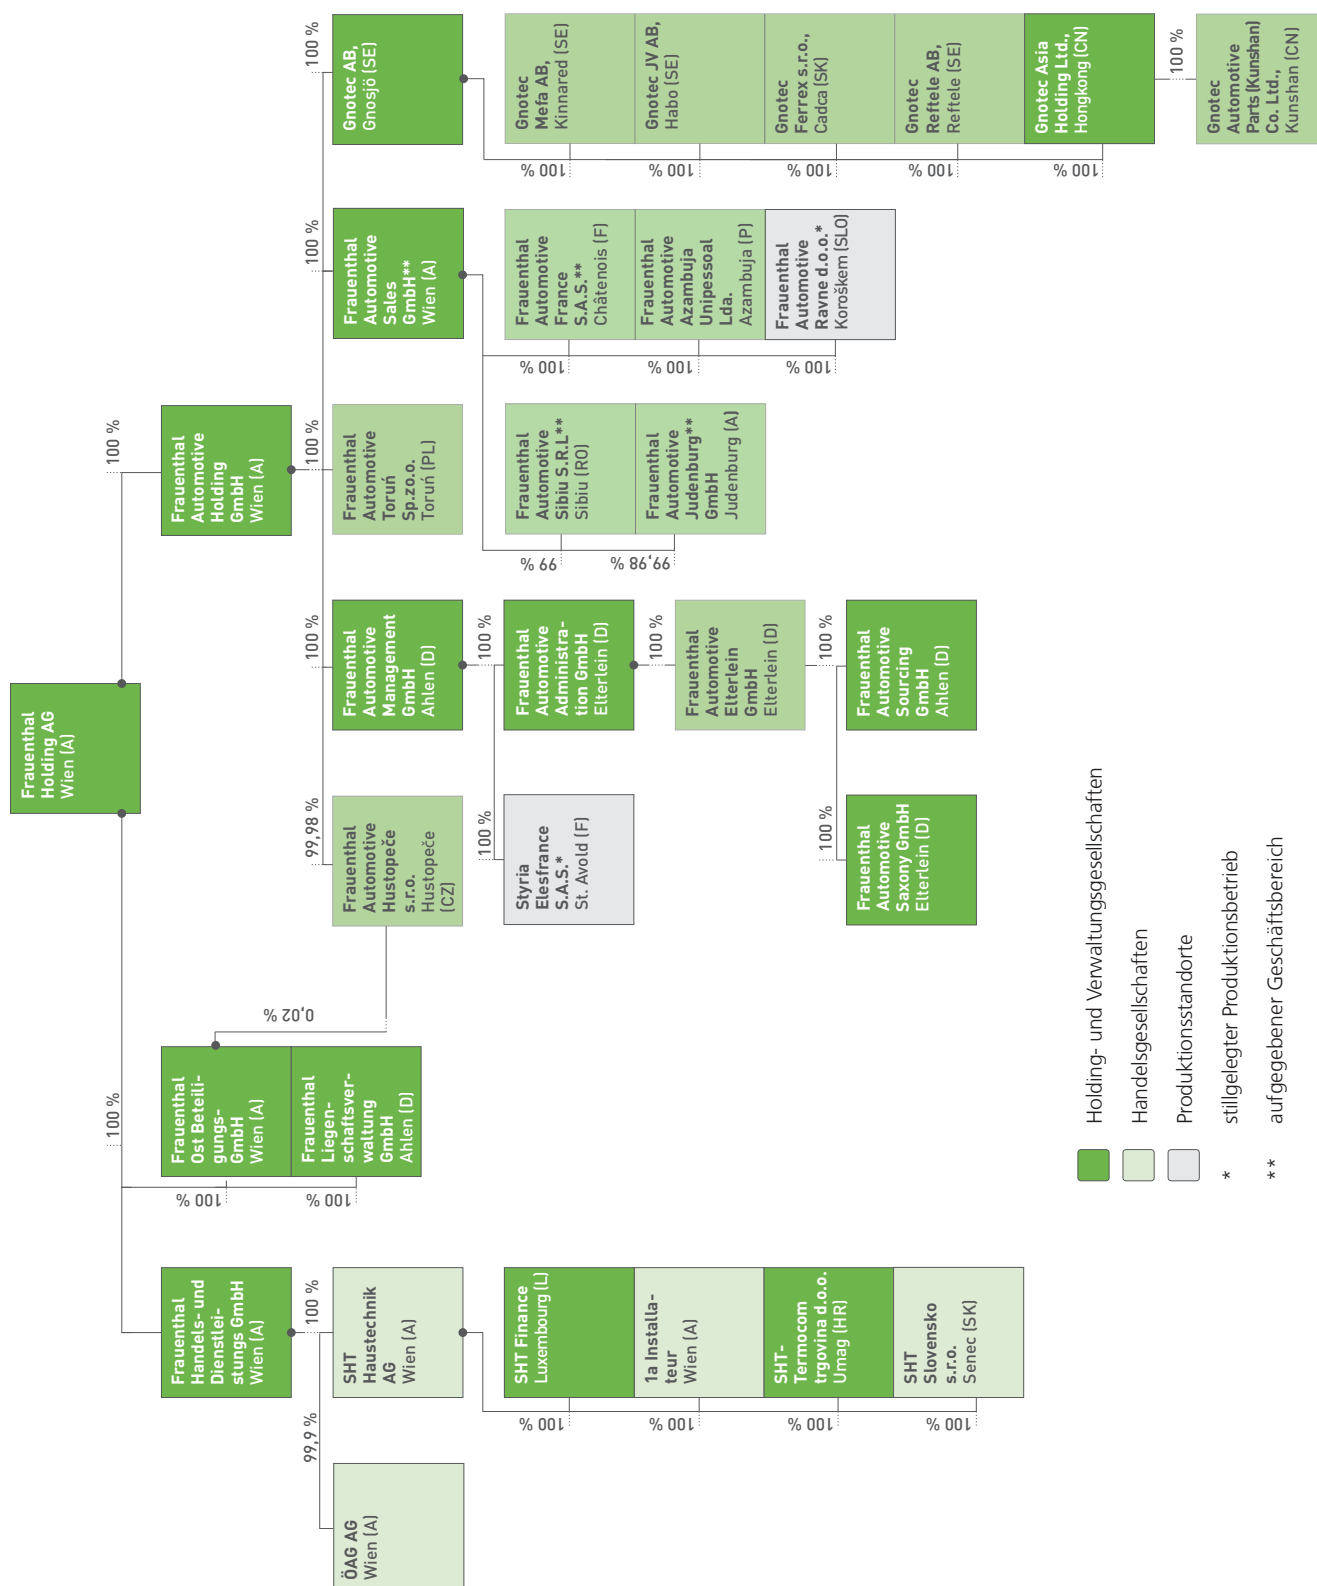 Frauenthal
Holding AG
Wien (A)
100 %
100 %
Frauenthal
Handels- und
Dienstlei-
stungs GmbH
Wien (A)
Frauenthal
Ost Beteili-
gungs-
GmbH
Wien (A)
100 %
Frauenthal
Liegen-
schaftsver-
waltung
GmbH
Ahlen (D)
100 %
0,02 %
Frauenthal
Automotive
Holding
GmbH
Wien (A)
99,9 %
100 %
ÖAG AG
Wien (A)
SHT
Haustechnik
AG
Wien (A)
SHT Finance
Luxembourg (L)
100 %
1a Installa-
teur
Wien (A)
100 %
SHT-
Termocom
trgovina d.o.o.
Umag (HR)
100 %
SHT
Slovensko
s.r.o.
Senec (SK)
100 %
99,98 %
Frauenthal
Automotive
Hustopeče
s.r.o.
Hustopeče
(CZ)
100 %
Frauenthal
Automotive
Management
GmbH
Ahlen (D)
100 %
Styria
Elesfrance
S.A.S.*
St. Avold (F)
100 %
Frauenthal
Automotive
Administra-
tion GmbH
Elterlein (D)
100 %
Frauenthal
Automotive
Elterlein
GmbH
Elterlein (D)
100 %
Frauenthal
Automotive
Saxony GmbH
Elterlein (D)
100 %
Frauenthal
Automotive
Sourcing
GmbH
Ahlen (D)
100 %
Frauenthal
Automotive
Toruń
Sp.zo.o.
Toruń (PL)
100 %
Frauenthal
Automotive
Sales
GmbH**
Wien (A)
Frauenthal
Automotive
Sibiu S.R.L**
Sibiu (RO)
99 %
Frauenthal
Automotive
Judenburg**
GmbH
Judenburg (A)
99,98 %
Frauenthal
Automotive
France
S.A.S.**
Châtenois (F)
100 %
Frauenthal
Automotive
Azambuja
Unipessoal
Lda.
Azambuja (P)
100 %
Frauenthal
Automotive
Ravne d.o.o.*
Koroškem (SLO)
100 %
100 %
Gnotec AB,
Gnosjö (SE)
Gnotec
Mefa AB,
Kinnared (SE)
100 %
Gnotec JV AB,
Habo (SE)
100 %
Gnotec
Ferrex s.r.o.,
Cadca (SK)
100 %
Gnotec
Reftele AB,
Reftele (SE)
100 %
Gnotec Asia
Holding Ltd.,
Hongkong (CN)
100 %
100 %
Gnotec
Automotive
Parts (Kunshan)
Co. Ltd.,
Kunshan (CN)
Holding- und Verwaltungsgesellschaften
Handelsgesellschaften
Produktionsstandorte
* stillgelegter Produktionsbetrieb
** aufgegebener Geschäftsbereich